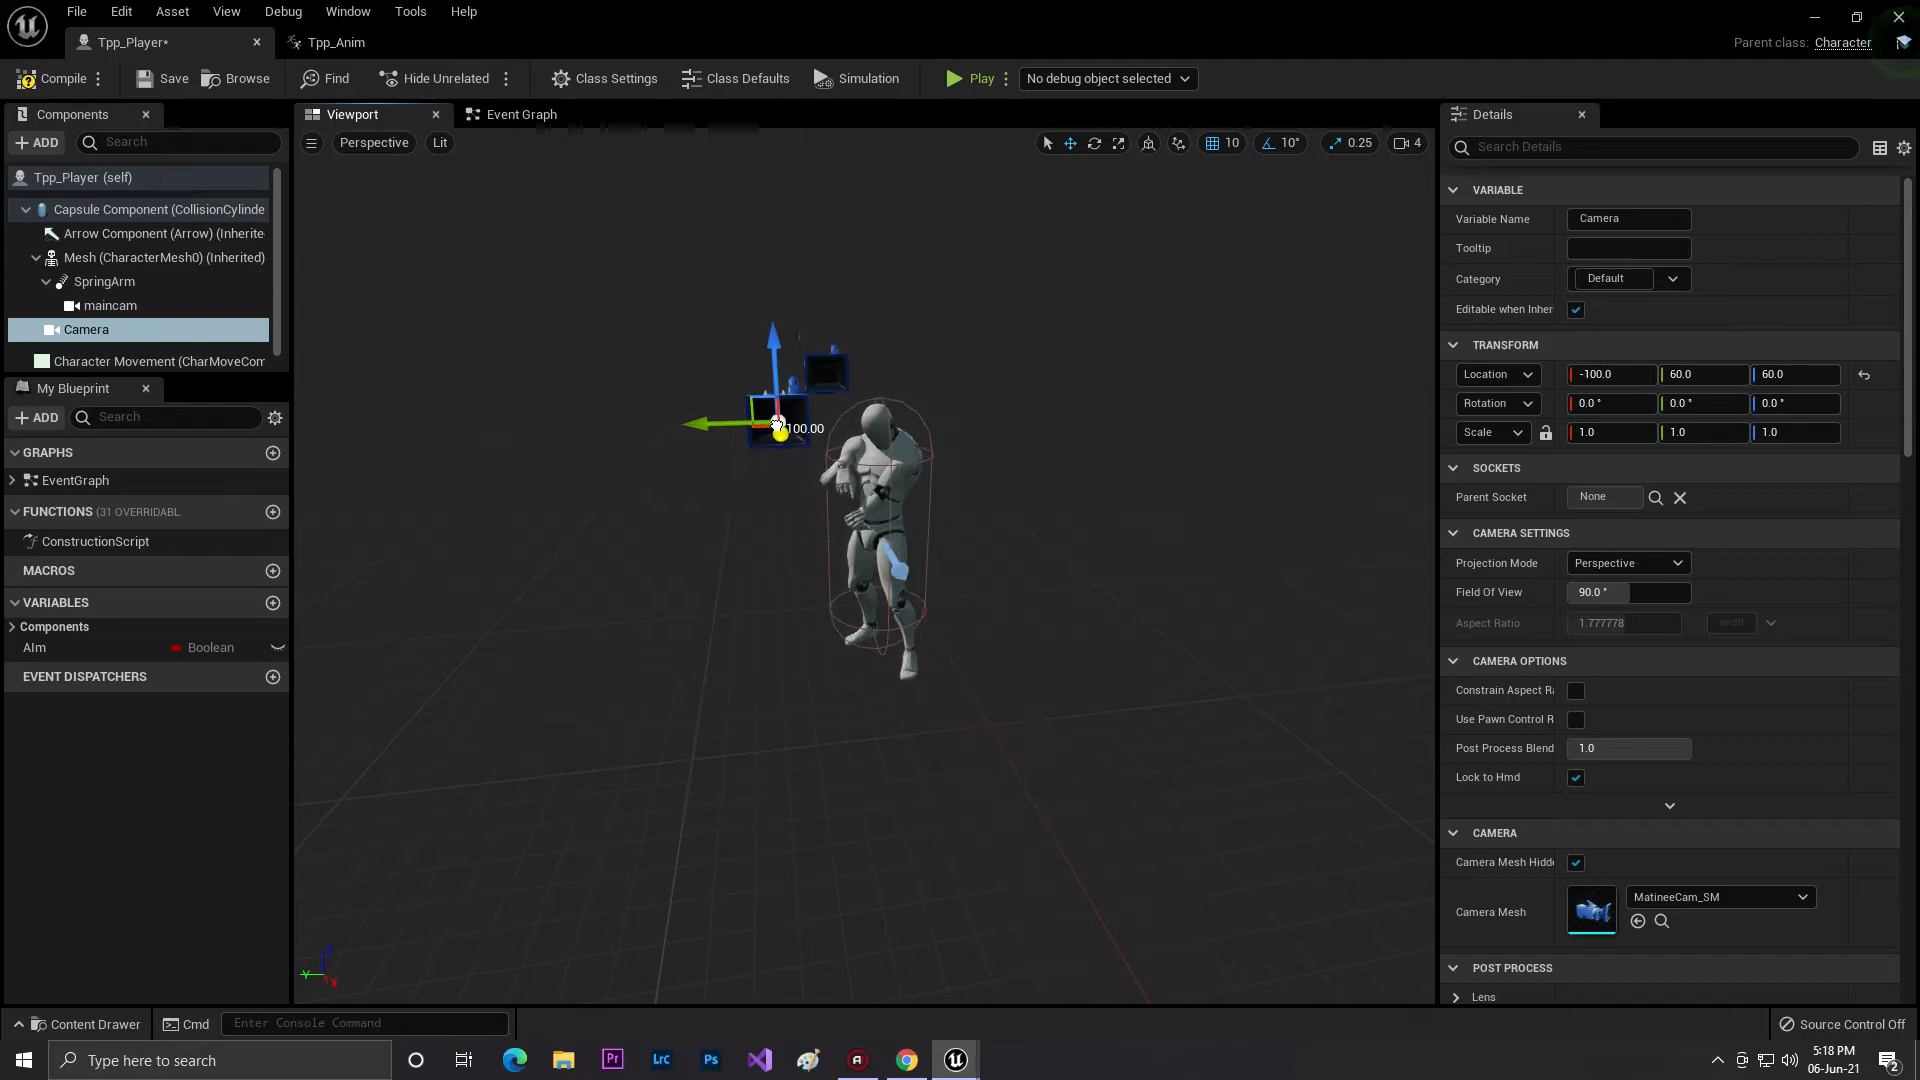 File Edit Asset View Debug Window Tools Help
Tpp_Player*
Tpp_Anim
Parent class: Character
Compile
Save
Browse
Find
Hide Unrelated
Class Settings
Class Defaults
Simulation
Play
No debug object selected
Components
ADD
Search
Tpp_Player (self)
Capsule Component (CollisionCylinde
Arrow Component (Arrow) (Inherite
Mesh (CharacterMesh0) (Inherited)
SpringArm
maincam
Camera
Character Movement (CharMoveCom
My Blueprint
ADD
Search
GRAPHS
EventGraph
FUNCTIONS (31 OVERRIDABL
ConstructionScript
MACROS
VARIABLES
Components
AIm Boolean
EVENT DISPATCHERS
Viewport
Event Graph
Perspective
Lit
10
10°
0.25
4
100.00
Z
Y
X
Details
Search Details
VARIABLE
Variable Name Camera
Tooltip
Category Default
Editable when Inher
TRANSFORM
Location -100.0 60.0 60.0
Rotation 0.0 ° 0.0 ° 0.0 °
Scale 1.0 1.0 1.0
SOCKETS
Parent Socket None
CAMERA SETTINGS
Projection Mode Perspective
Field Of View 90.0 °
Aspect Ratio 1.777778 width
CAMERA OPTIONS
Constrain Aspect Ra
Use Pawn Control R
Post Process Blend 1.0
Lock to Hmd
CAMERA
Camera Mesh Hidde
Camera Mesh MatineeCam_SM
POST PROCESS
Lens
Content Drawer
Cmd
Enter Console Command
Source Control Off
Type here to search
Pr
Lrc
Ps
5:18 PM
06-Jun-21
2